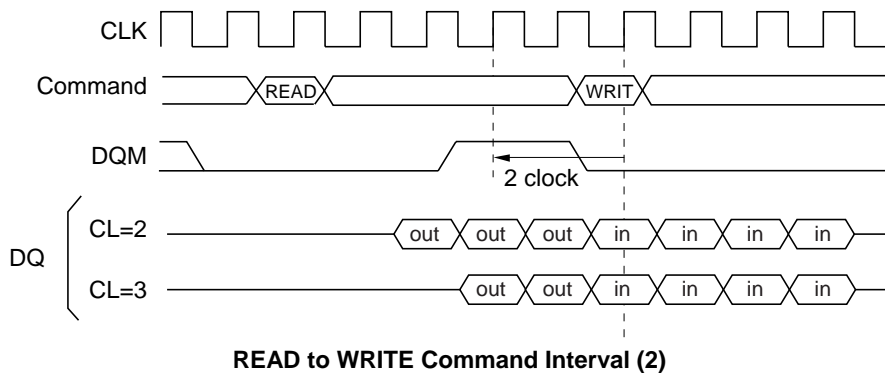 CLK
Command READ WRIT
DQM
2 clock
CL=2 out out out in in in in
DQ
CL=3 out out in in in in
READ to WRITE Command Interval (2)